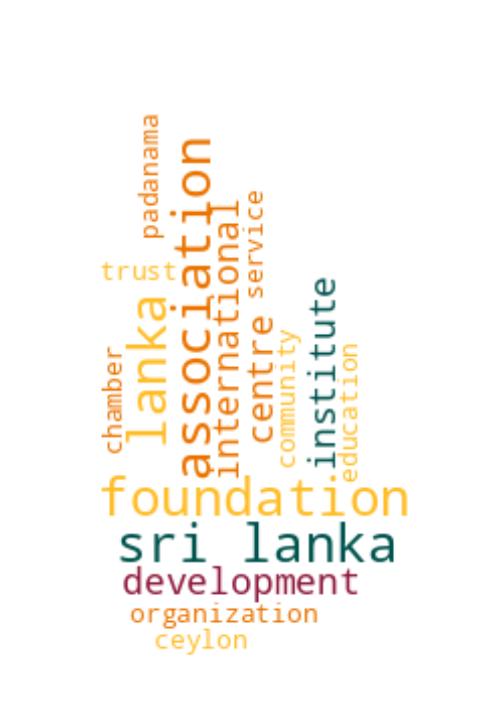 padanama
association
service
international
trust
institute
lanka
centre
community
education
chamber
foundation
sri lanka
development
organization
ceylon